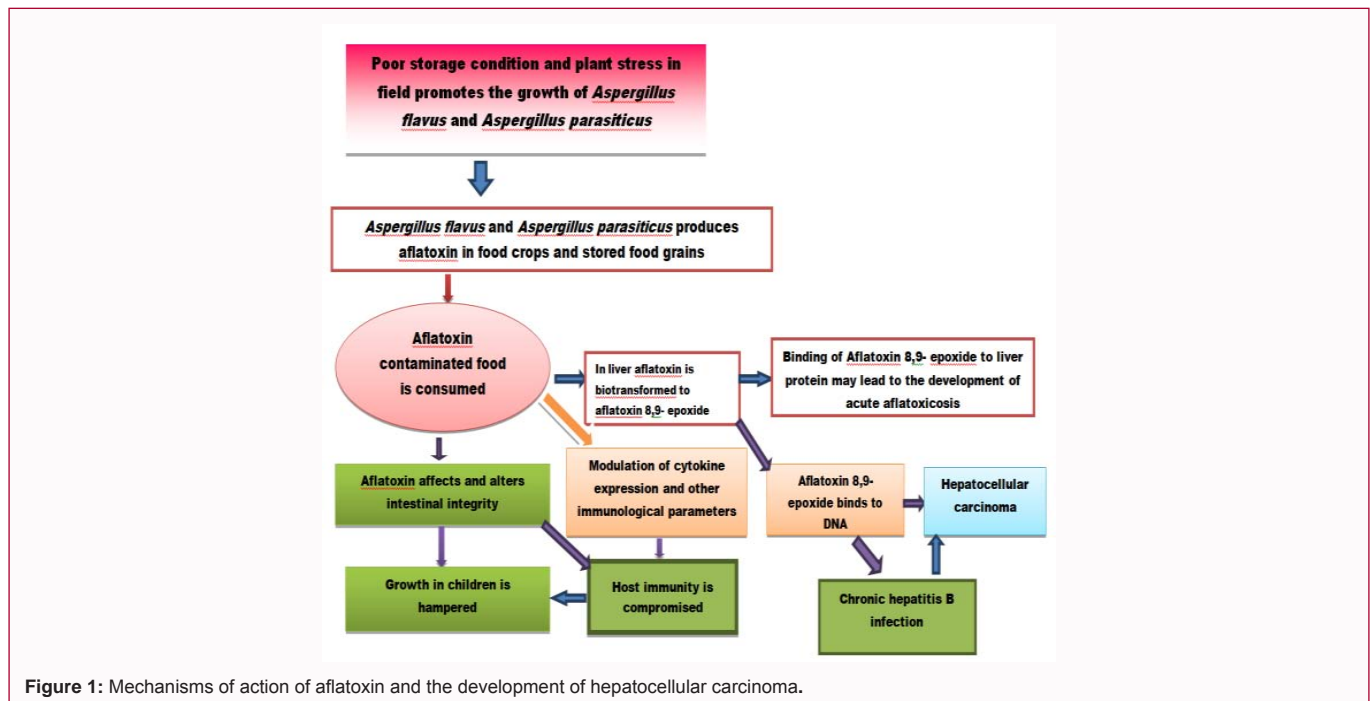 Poor storage condition and plant stress in
field promotes the growth of Aspergillus
flavus and Aspergillus parasiticus
Aspergillus flavus and Aspergillus parasiticus produces
aflatoxin in food crops and stored food grains
Aflatoxin
contaminated food
is consumed
In liver aflatoxin is
biotransformed to
aflatoxin 8,9- epoxide
Binding of Aflatoxin 8,9- epoxide to liver
protein may lead to the development of
acute aflatoxicosis
Aflatoxin affects and alters
intestinal integrity
Modulation of cytokine
expression and other
immunological parameters
Aflatoxin 8,9-
epoxide binds to
DNA
Hepatocellular
carcinoma
Growth in children is
hampered
Host immunity is
compromised
Chronic hepatitis B
infection
Figure 1: Mechanisms of action of aflatoxin and the development of hepatocellular carcinoma.